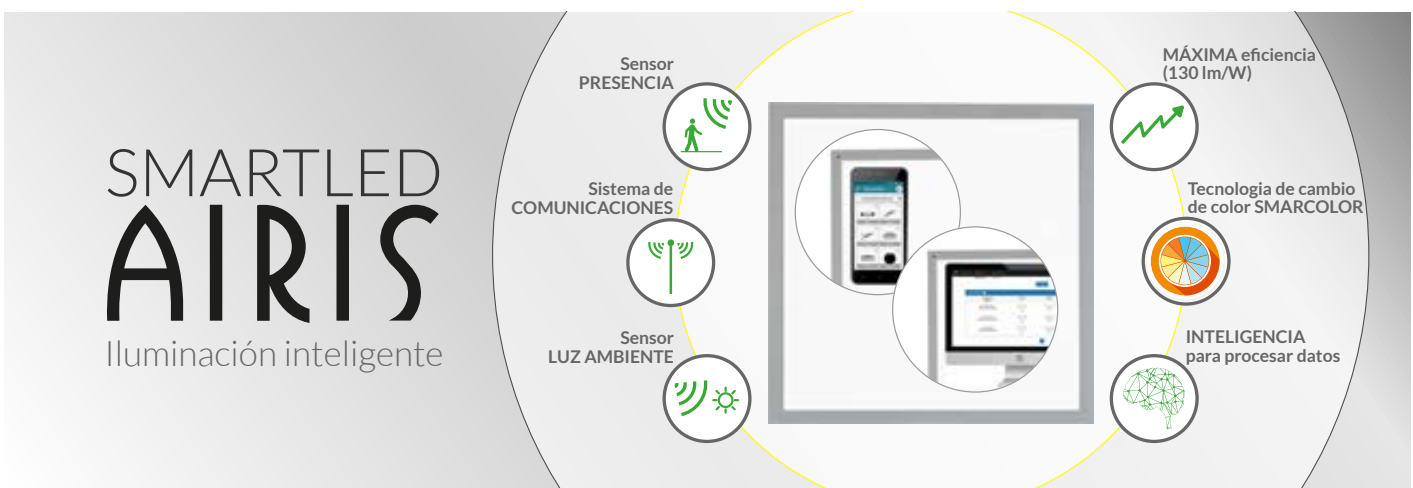 SMARTLED
AIRIS
Iluminación inteligente
Sensor
PRESENCIA
Sistema de
COMUNICACIONES
Sensor
LUZ AMBIENTE
MÁXIMA eficiencia
(130 lm/W)
Tecnologia de cambio
de color SMARCOLOR
INTELIGENCIA
para procesar datos